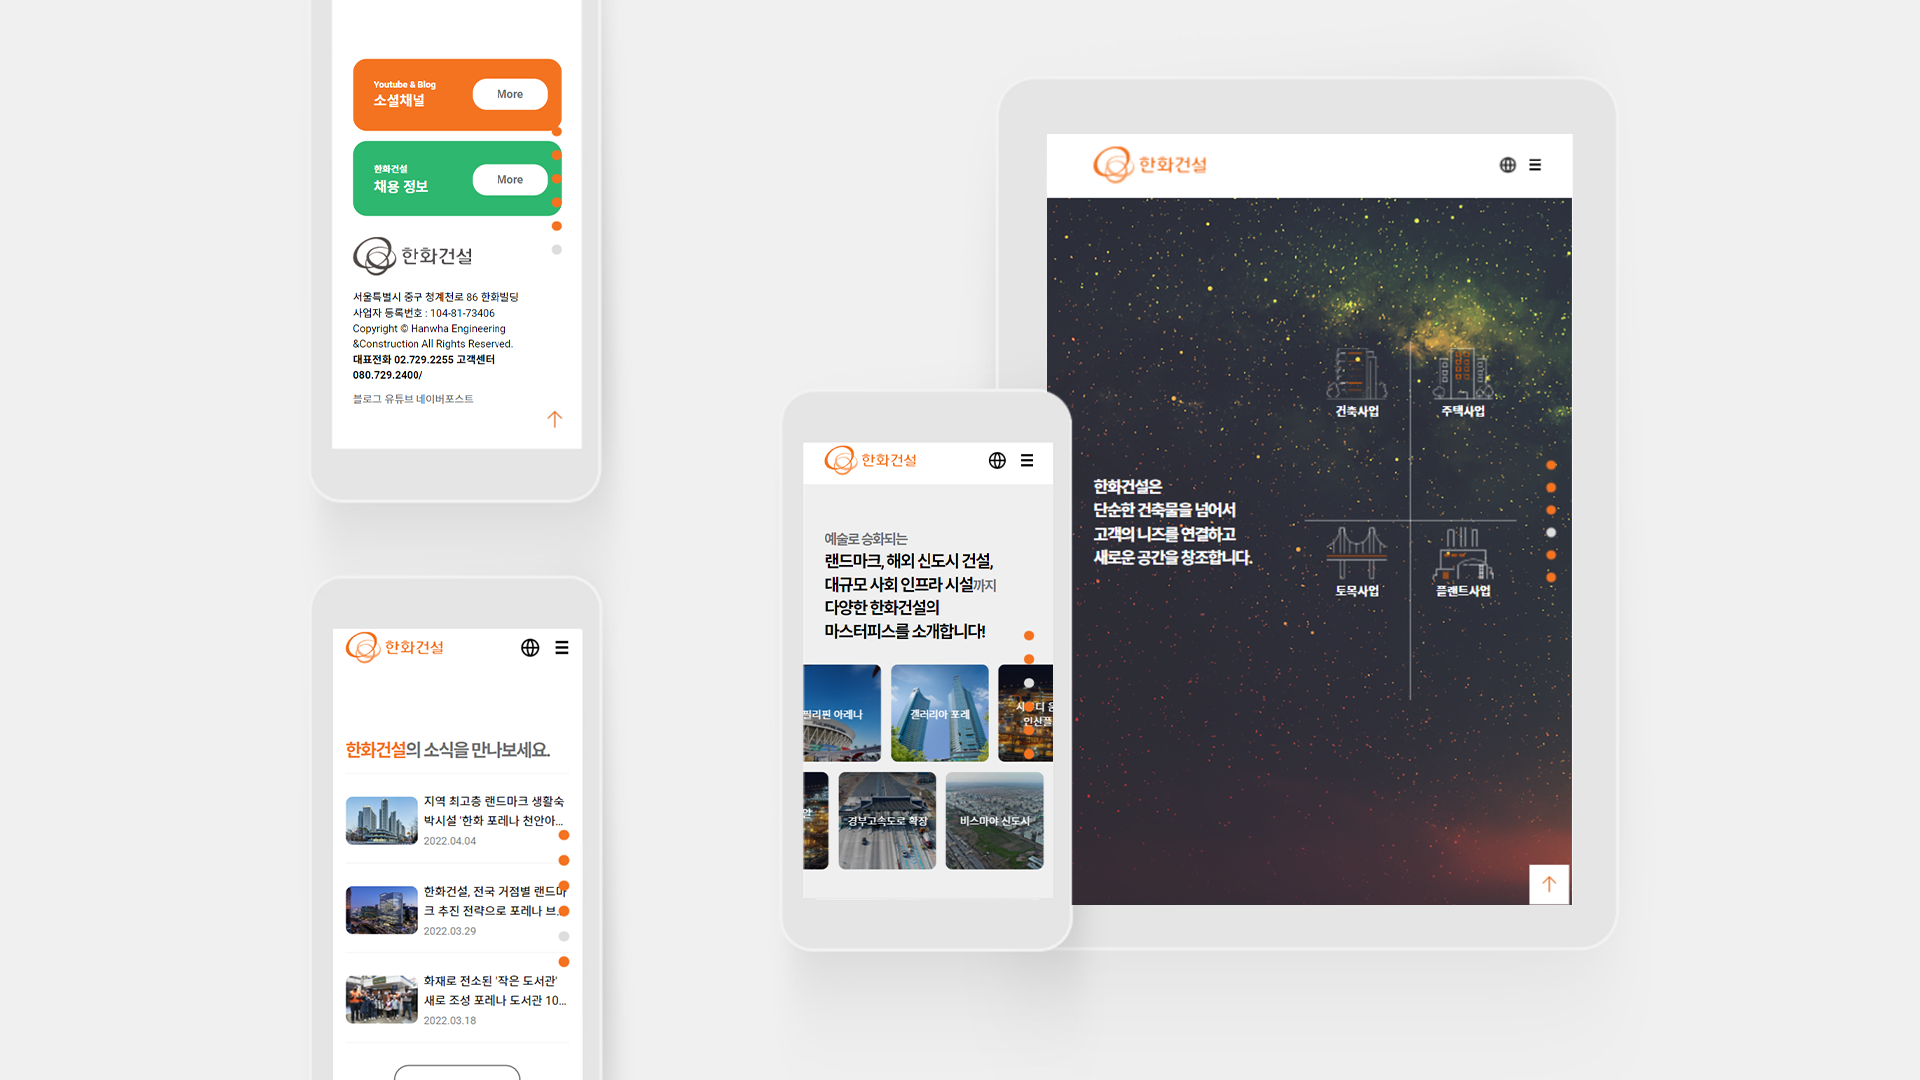 Youtube & Blog
소셜채널
More
한화건설
채용 정보
More
한화건설
서울특별시 중구 청계천로 86 한화빌딩
사업자 등록번호 : 104-81-73406
Copyright © Hanwha Engineering
&Construction All Rights Reserved.
대표전화 02.729.2255 고객센터
080.729.2400/
블로그 유튜브 네이버포스트
한화건설
한화건설의 소식을 만나보세요.
지역 최고층 랜드마크 생활숙
박시설 '한화 포레나 천안아...
2022.04.04
한화건설, 전국 거점별 랜드마
크 추진 전략으로 포레나 브...
2022.03.29
화재로 전소된 '작은 도서관'
새로 조성 포레나 도서관 10...
2022.03.18
한화건설
예술로 승화되는
랜드마크, 해외 신도시 건설,
대규모 사회 인프라 시설까지
다양한 한화건설의
마스터피스를 소개합니다!
필리핀 아레나
갤러리아 포레
인산플
경부고속도로 확장
비스마야 신도시
한화건설
건축사업
주택사업
한화건설은
단순한 건축물을 넘어서
고객의 니즈를 연결하고
새로운 공간을 창조합니다.
토목사업
플랜트사업